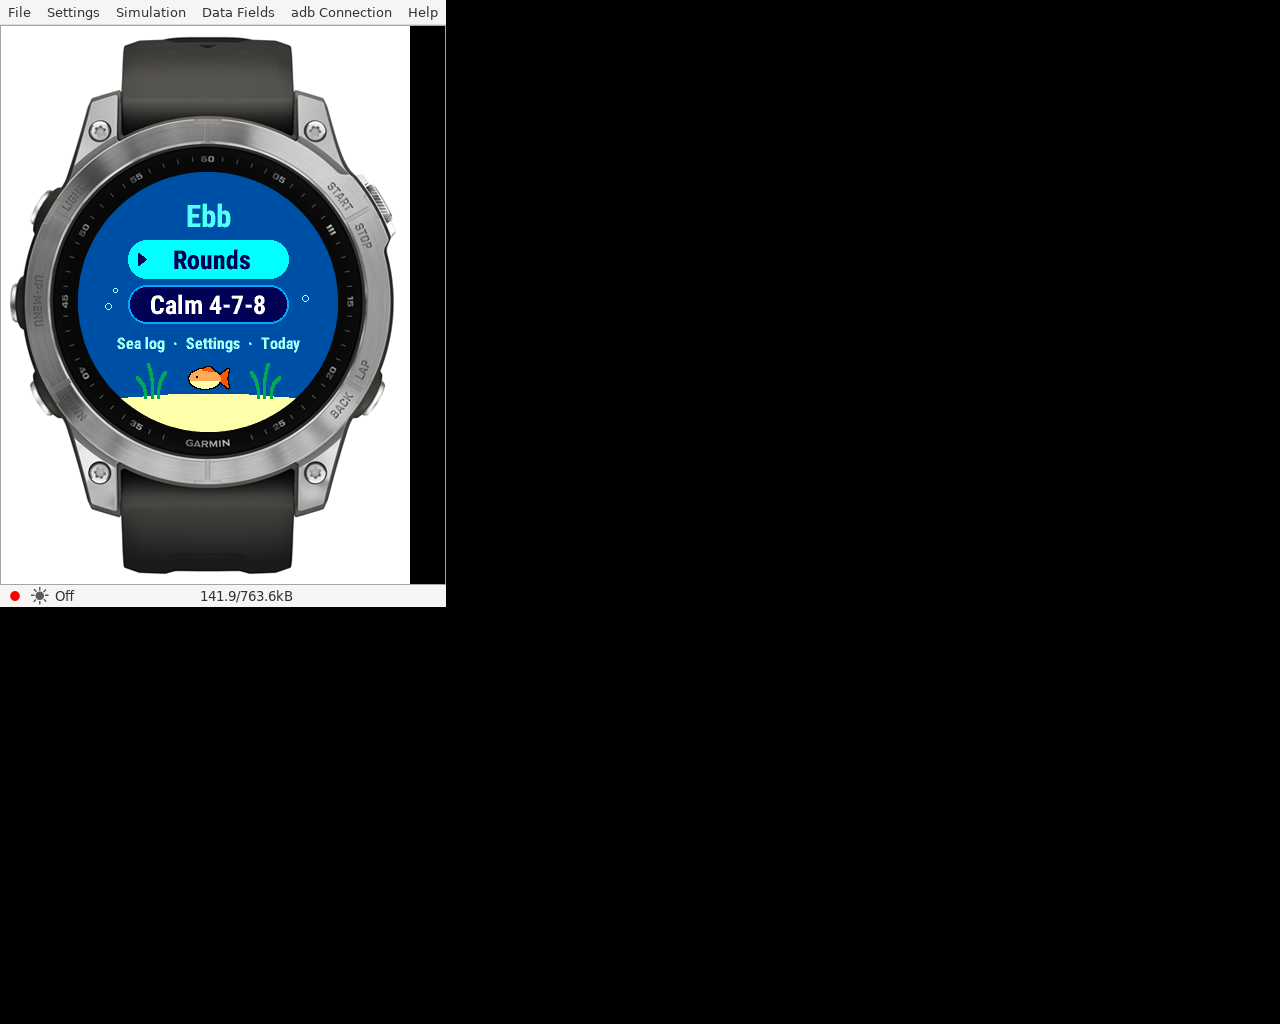 File Settings Simulation Data Fields adb Connection Help
60
55 05
LIGHT START
50 STOP
Ebb
Rounds
UP·MENU 45 15
Calm 4-7-8
Sea log · Settings · Today
40 20 LAP
DOWN BACK
35 25
GARMIN
Off 141.9/763.6kB